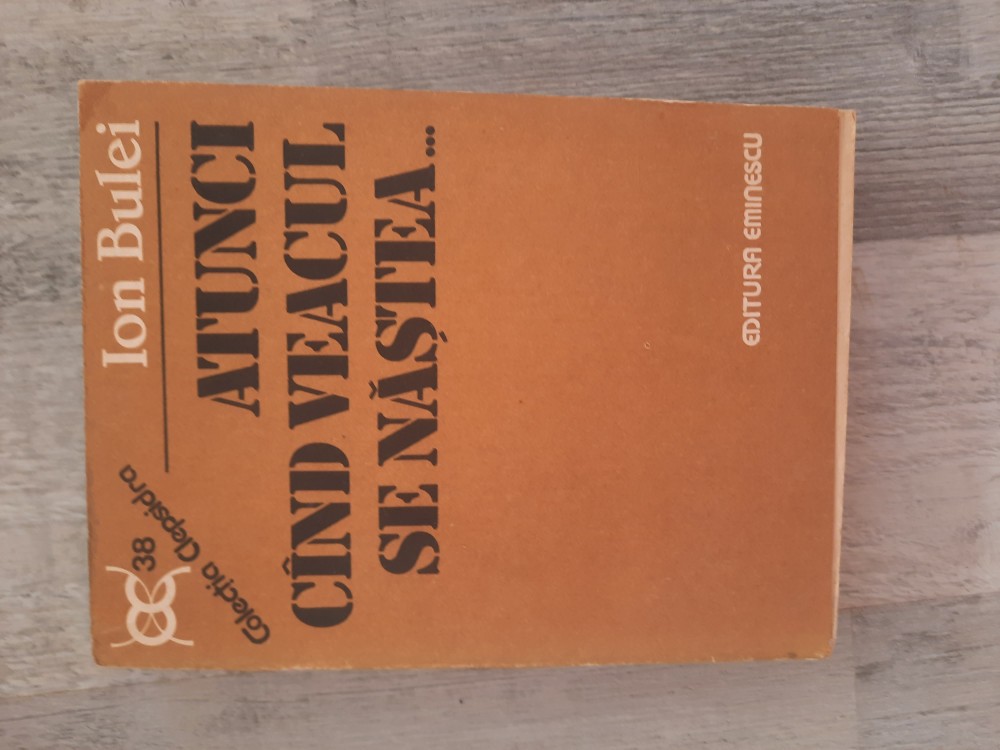 Ion Bulei
38
Colecția Clepsidra
ATUNCI
CÎND VEACUL
SE NĂȘTEA...
EDITURA EMINESCU